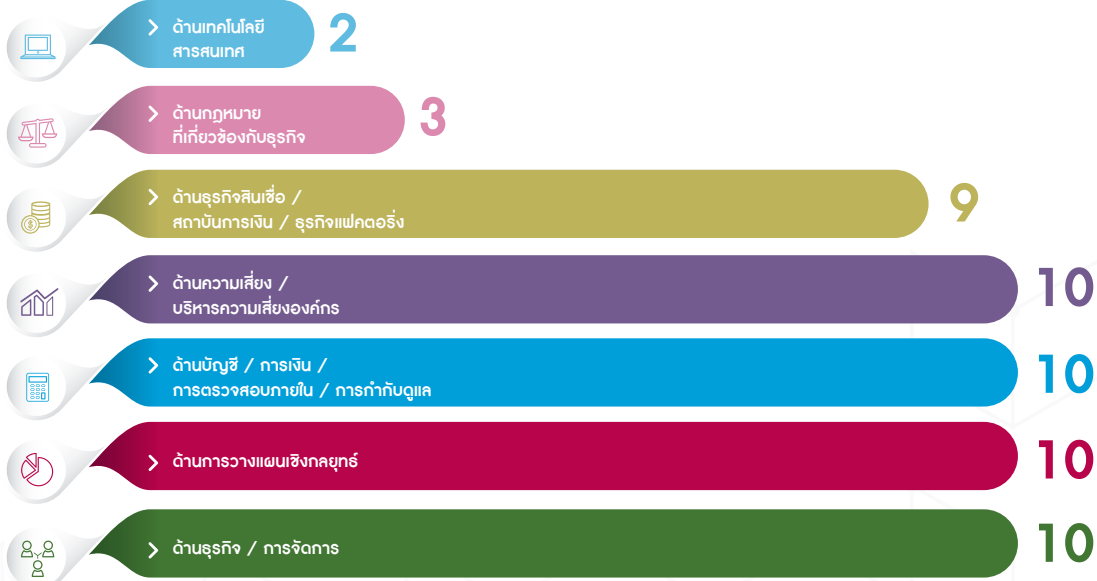 ด้านเทคโนโลยี
สารสนเทศ
2
ด้านกฎหมาย
ที่เกี่ยวข้องกับธุรกิจ
3
ด้านธุรกิจสินเชื่อ /
สถาบันการเงิน / ธุรกิจแฟคตอริ่ง
9
ด้านความเสี่ยง /
บริหารความเสี่ยงองค์กร
10
ด้านบัญชี / การเงิน /
การตรวจสอบภายใน / การกำกับดูแล
10
ด้านการวางแผนเชิงกลยุทธ์
10
ด้านธุรกิจ / การจัดการ
10